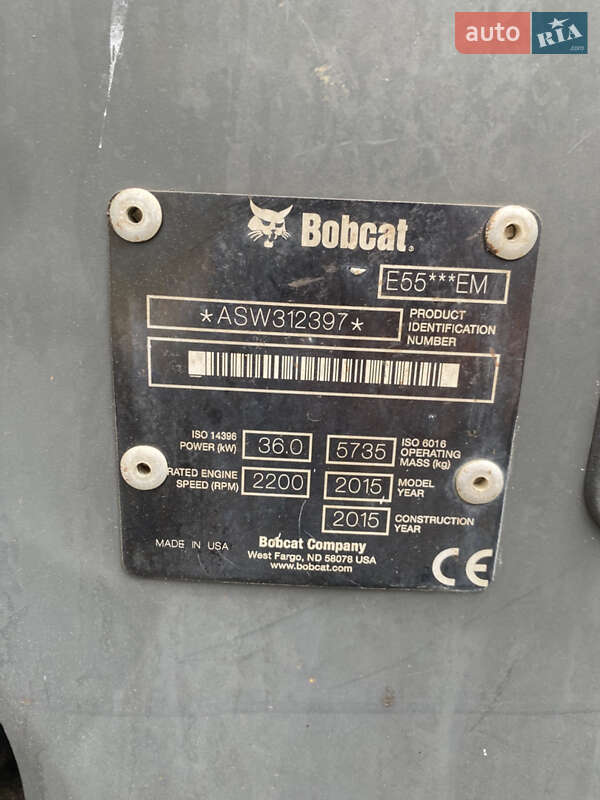 auto RIA.com
Bobcat®
E55***EM
*ASW312397*
PRODUCT
IDENTIFICATION
NUMBER
ISO 14396
POWER (kW)
36.0
5735
ISO 6016
OPERATING
MASS (kg)
RATED ENGINE
SPEED (RPM)
2200
2015
MODEL
YEAR
2015
CONSTRUCTION
YEAR
MADE IN USA
Bobcat Company
West Fargo, ND 58078 USA
www.bobcat.com
CE